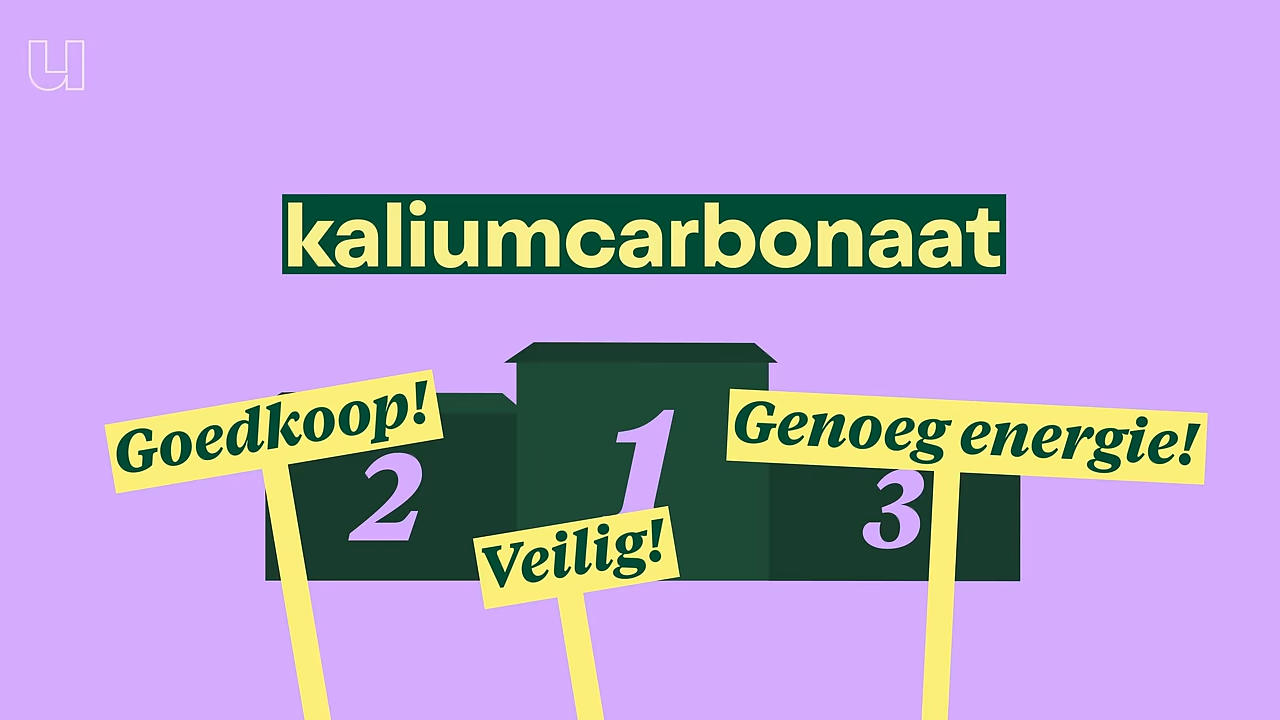 u
kaliumcarbonaat
Goedkoop!
Genoeg energie!
2
1
3
Veilig!